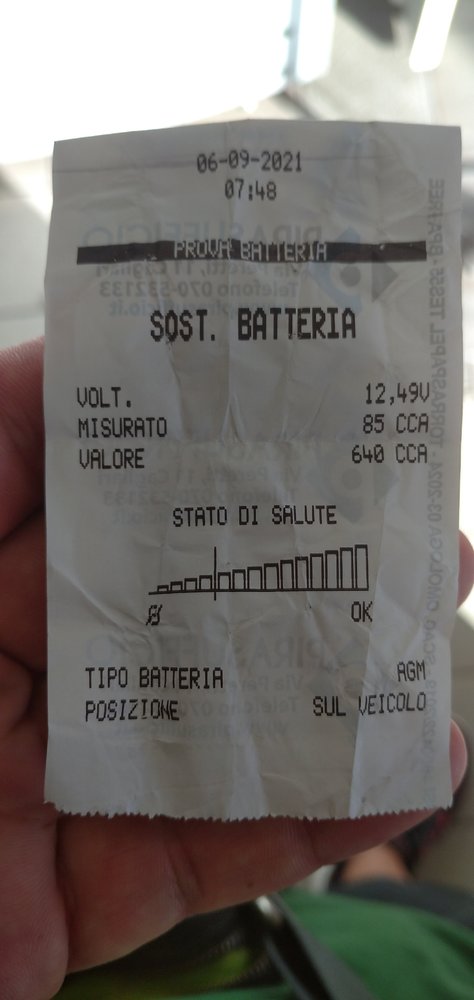 06-09-2021
07:48
PROVA BATTERIA
SOST. BATTERIA
VOLT. 12,49V
MISURATO 85 CCA
VALORE 640 CCA
STATO DI SALUTE
Ø OK
TIPO BATTERIA AGM
POSIZIONE SUL VEICOLO